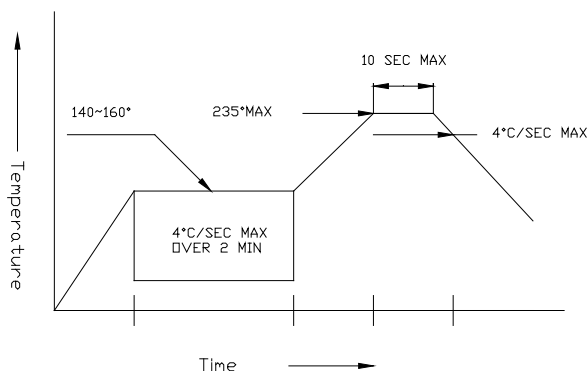 10 SEC MAX
140~160°
235°MAX
4°C/SEC MAX
4°C/SEC MAX
OVER 2 MIN
Temperature
Time